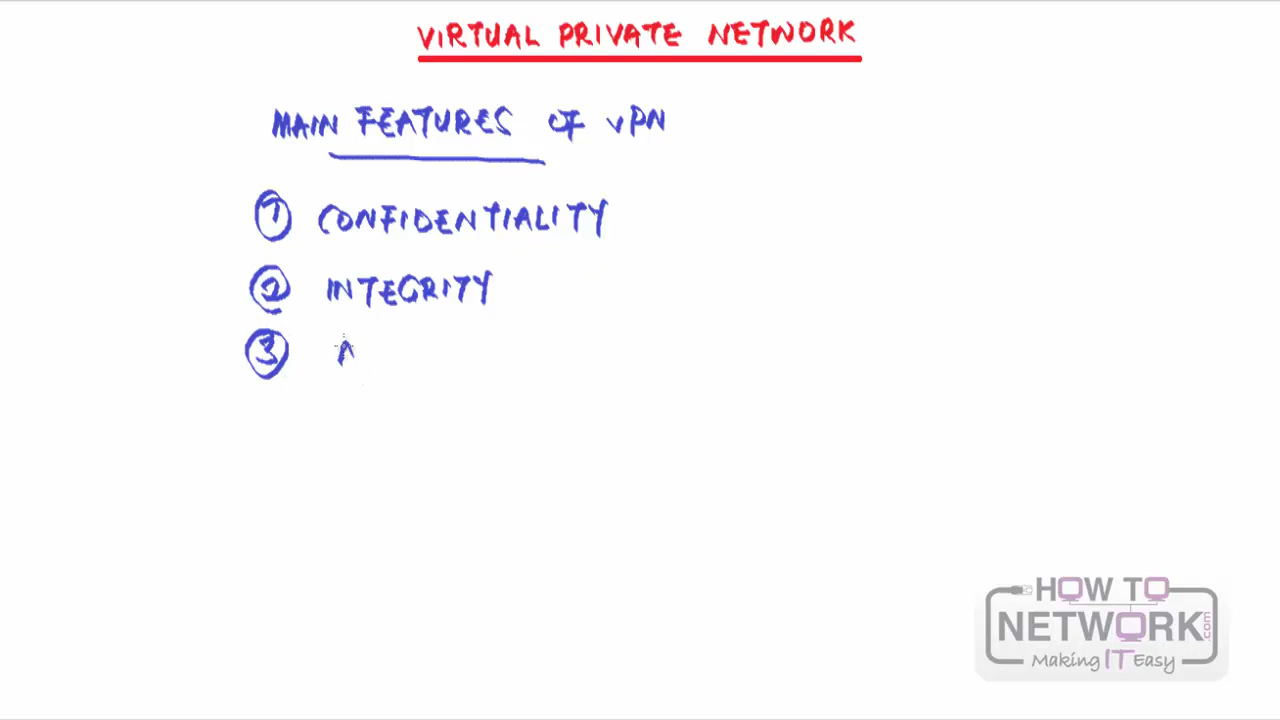 VIRTUAL PRIVATE NETWORK
MAIN FEATURES OF VPN
① CONFIDENTIALITY
② INTEGRITY
③
HOW TO
NETWORK.com
Making IT Easy